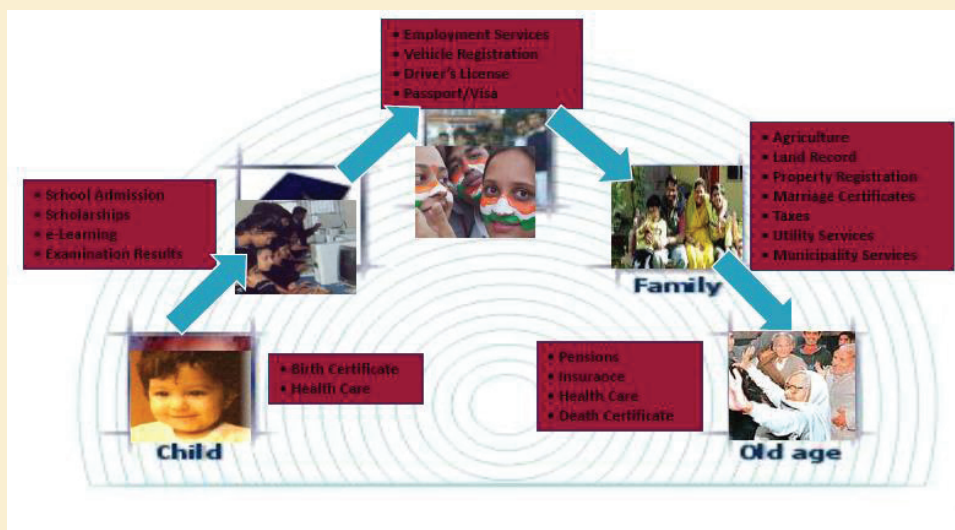 • Employment Services
• Vehicle Registration
• Driver's License
• Passport/Visa
• School Admission
• Scholarships
• e-Learning
• Examination Results
• Agriculture
• Land Record
• Property Registration
• Marriage Certificates
• Taxes
• Utility Services
• Municipality Services
Family
• Birth Certificate
• Health Care
Child
• Pensions
• Insurance
• Health Care
• Death Certificate
Old age